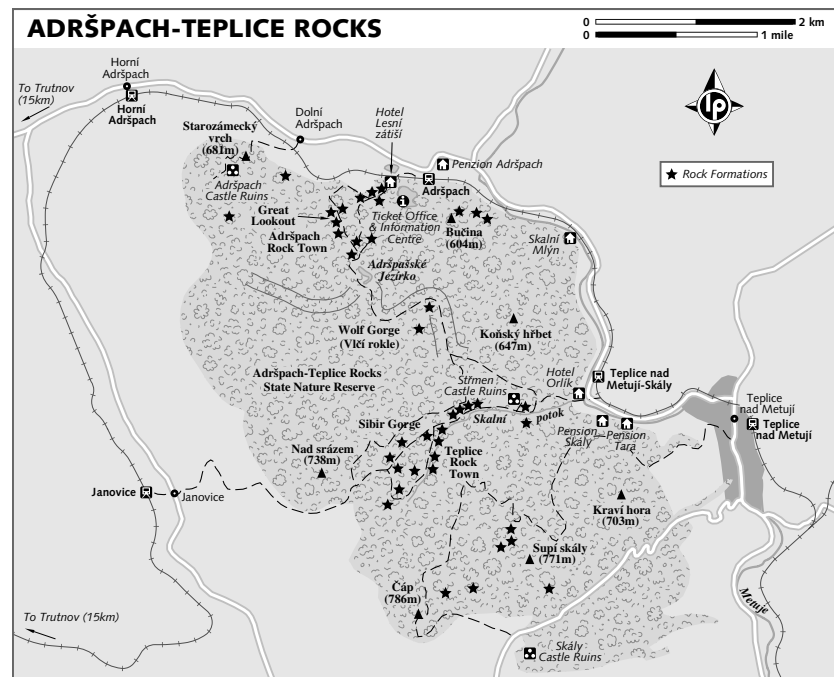 ADRŠPACH-TEPLICE ROCKS
0 2 km
0 1 mile
lp
Rock Formations
To Trutnov
(15km)
Horní
Adršpach
Horní
Adršpach
Dolní
Adršpach
Hotel
Lesní
zátiší
Starozámecký
vrch
(681m)
Adršpach
Castle Ruins
Penzion Adršpach
Adršpach
Great
Lookout
Ticket Office
& Information
Centre
Bučina
(604m)
Adršpach
Rock Town
Skalní
Mlýn
Adršpašské
Jezírko
Wolf Gorge
(Vlčí rokle)
Koňský hřbet
(647m)
Adršpach-Teplice Rocks
State Nature Reserve
Střmen
Castle Ruins
Hotel
Orlík
Teplice nad
Metují-Skály
Teplice
nad Metují
Teplice
nad Metují
Skalní potok
Pension
Skály
Pension
Tara
Sibir Gorge
Nad srázem
(738m)
Teplice
Rock
Town
Janovice
Janovice
Kraví hora
(703m)
Supí skály
(771m)
Čáp
(786m)
Metuje
To Trutnov (15km)
Skály
Castle Ruins